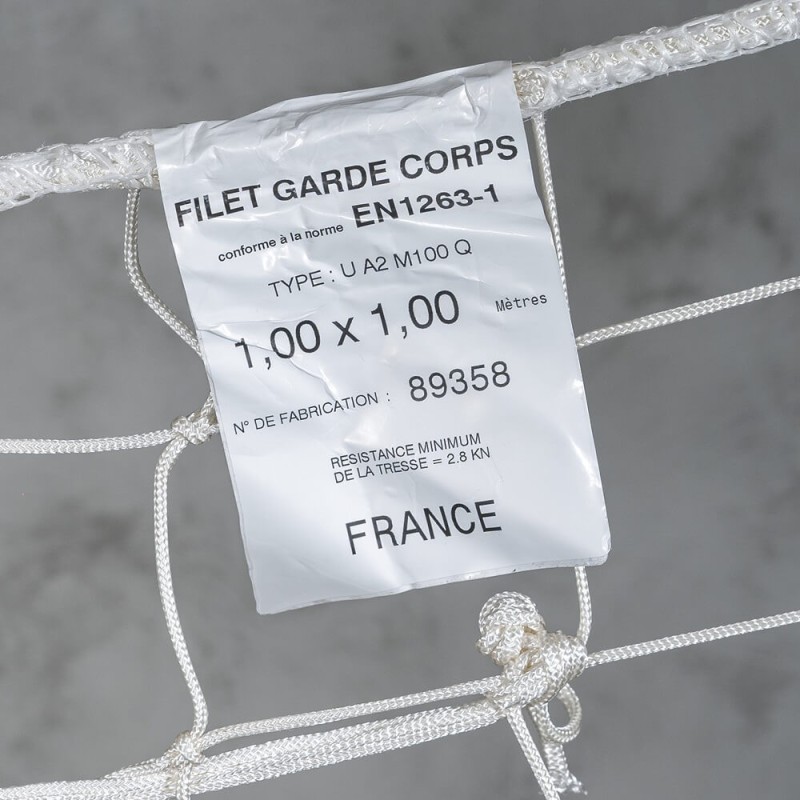 FILET GARDE CORPS
conforme à la norme EN1263-1
TYPE : U A2 M100 Q
1,00 x 1,00 Mètres
N° DE FABRICATION : 89358
RESISTANCE MINIMUM
DE LA TRESSE = 2.8 KN
FRANCE